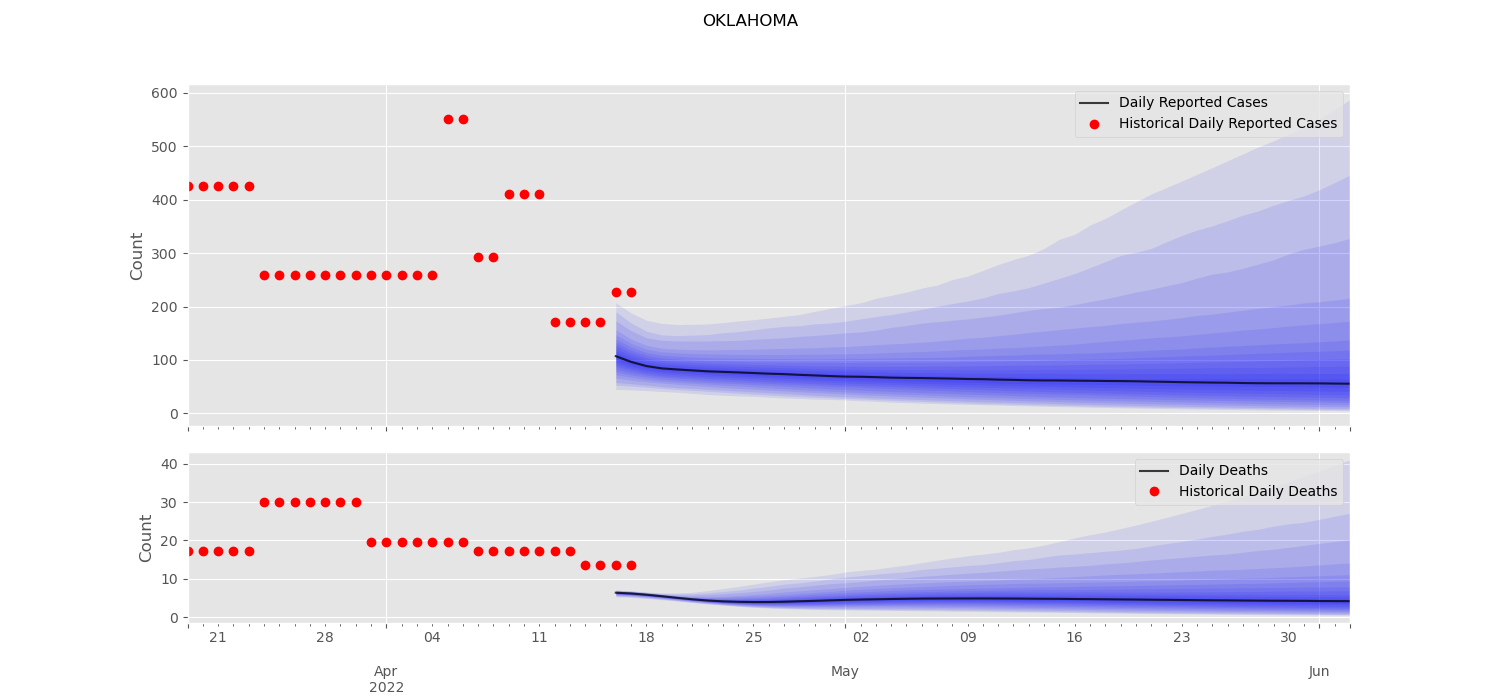 OKLAHOMA
600
500
400
300
200
100
0
Count
Daily Reported Cases
Historical Daily Reported Cases
40
30
20
10
0
Count
Daily Deaths
Historical Daily Deaths
21 28 04 11 18 25 02 09 16 23 30
Apr May Jun
2022